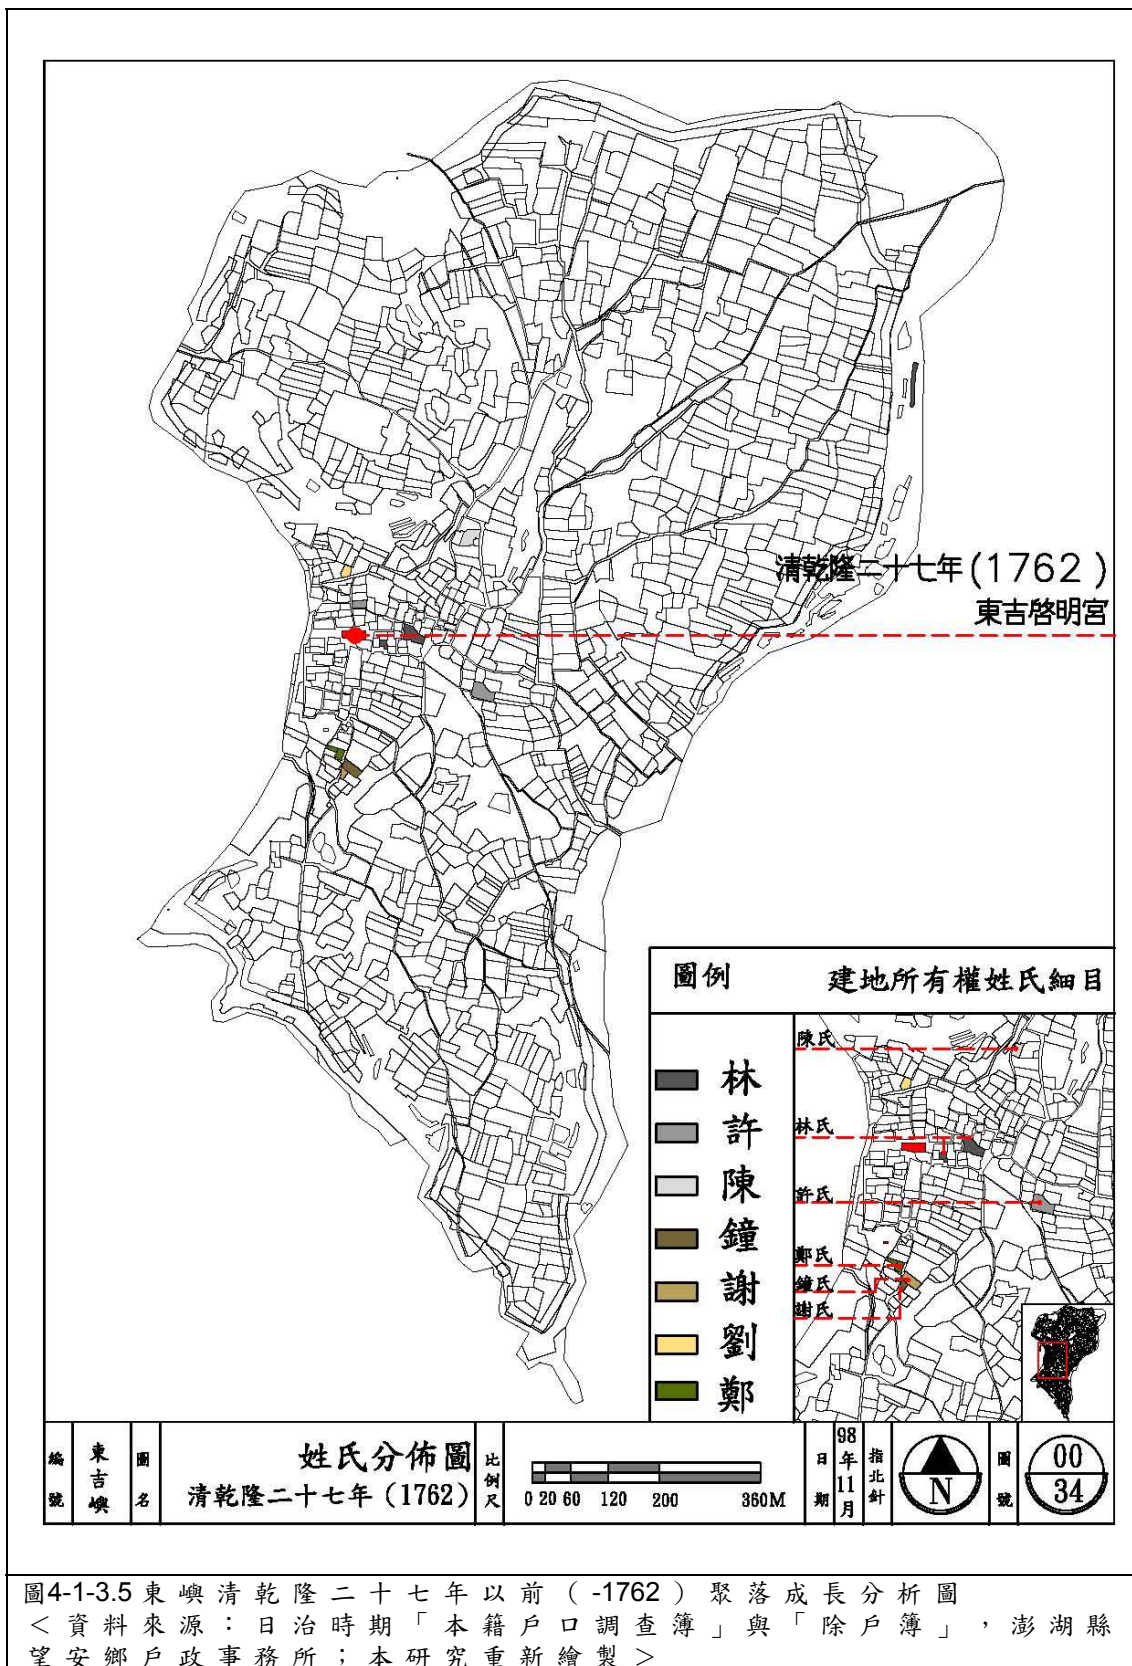 清乾隆二十七年(1762)
東吉啓明宮
圖例
建地所有權姓氏細目
林
許
陳
鐘
謝
劉
鄭
陳氏
林氏
許氏
鄭氏
鐘氏
謝氏
編號
東吉嶼
圖名
姓氏分佈圖
清乾隆二十七年(1762)
比例尺
0 20 60 120 200 360M
日期
98年11月
指北針
N
圖號
00
34
圖4-1-3.5 東嶼清乾隆二十七年以前(-1762)聚落成長分析圖
<資料來源:日治時期「本籍戶口調查簿」與「除戶簿」,澎湖縣
望安鄉戶政事務所;本研究重新繪製>